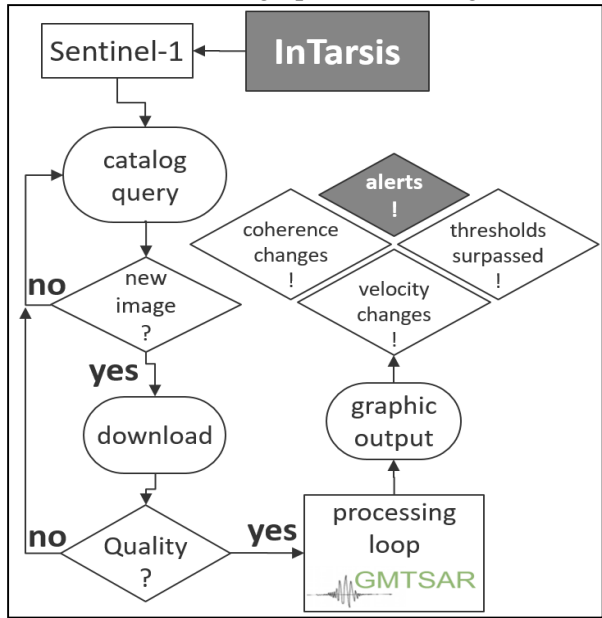 InTarsis
Sentinel-1
catalog
query
new
image
?
no
yes
download
Quality
?
no
yes
processing
loop
GMTSAR
graphic
output
velocity
changes
!
coherence
changes
!
thresholds
surpassed
!
alerts
!